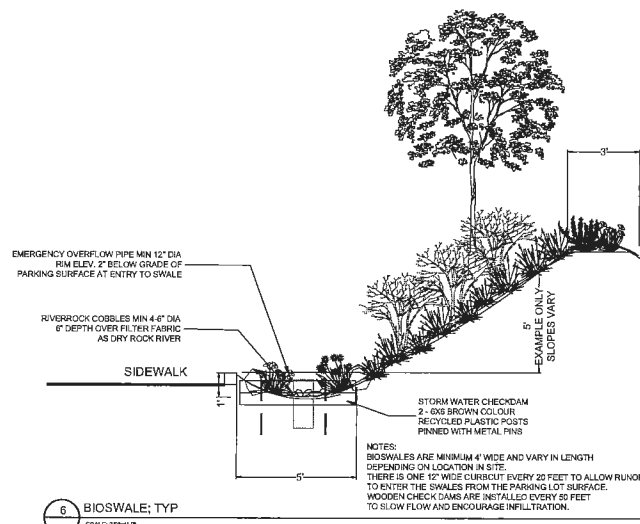 3'
EMERGENCY OVERFLOW PIPE MIN 12" DIA
RIM ELEV. 2" BELOW GRADE OF
PARKING SURFACE AT ENTRY TO SWALE
RIVERROCK COBBLES MIN 4-6" DIA
6" DEPTH OVER FILTER FABRIC
AS DRY ROCK RIVER
5'
EXAMPLE ONLY
SLOPES VARY
SIDEWALK
1'
STORM WATER CHECKDAM
2 - 6X6 BROWN COLOUR
RECYCLED PLASTIC POSTS
PINNED WITH METAL PINS
5'
NOTES:
BIOSWALES ARE MINIMUM 4' WIDE AND VARY IN LENGTH
DEPENDING ON LOCATION IN SITE.
THERE IS ONE 12" WIDE CURBCUT EVERY 20 FEET TO ALLOW RUNO
TO ENTER THE SWALES FROM THE PARKING LOT SURFACE.
WOODEN CHECK DAMS ARE INSTALLED EVERY 50 FEET
TO SLOW FLOW AND ENCOURAGE INFILLTRATION.
6 BIOSWALE; TYP